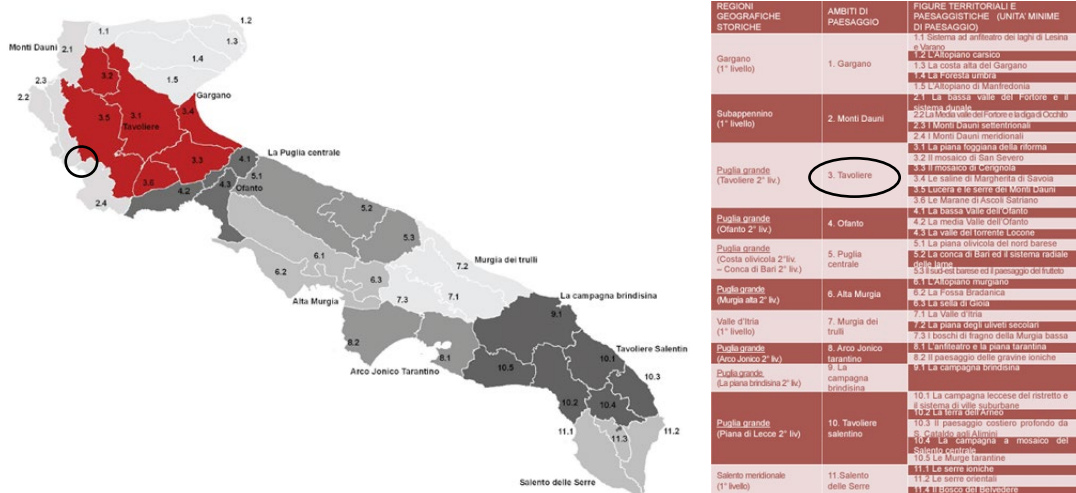 1.2
1.1
1.3
Monti Dauni
2.1
1.4
2.3
3.2
1.5
2.2
Gargano
3.5
3.1
3.4
Tavoliere
La Puglia centrale
3.3
4.1
5.1
3.6
4.2
4.3
Ofanto
2.4
5.2
5.3
Murgia dei trulli
6.1
7.2
6.2
6.3
La campagna brindisina
Alta Murgia
7.3
7.1
9.1
8.2
Tavoliere Salentin
8.1
10.1
Arco Jonico Tarantino
10.5
10.3
10.2
10.4
11.1
11.3
11.2
Salento delle Serre
REGIONI
GEOGRAFICHE
STORICHE
AMBITI DI
PAESAGGIO
FIGURE TERRITORIALI E
PAESAGGISTICHE (UNITA' MINIME
DI PAESAGGIO)
Gargano
(1° livello)
1. Gargano
1.1 Sistema ad anfiteatro dei laghi di Lesina
e Varano
1.2 L'Altopiano carsico
1.3 La costa alta del Gargano
1.4 La Foresta umbra
1.5 L'Altopiano di Manfredonia
Subappennino
(1° livello)
2. Monti Dauni
2.1 La bassa valle del Fortore e il
sistema dunale
2.2 La Media valle del Fortore e la diga di Occhito
2.3 I Monti Dauni settentrionali
2.4 I Monti Dauni meridionali
Puglia grande
(Tavoliere 2° liv.)
3. Tavoliere
3.1 La piana foggiana della riforma
3.2 Il mosaico di San Severo
3.3 Il mosaico di Cerignola
3.4 Le saline di Margherita di Savoia
3.5 Lucera e le serre dei Monti Dauni
3.6 Le Marane di Ascoli Satriano
Puglia grande
(Ofanto 2° liv.)
4. Ofanto
4.1 La bassa Valle dell'Ofanto
4.2 La media Valle dell'Ofanto
4.3 La valle del torrente Locone
Puglia grande
(Costa olivicola 2°liv.
– Conca di Bari 2° liv.)
5. Puglia
centrale
5.1 La piana olivicola del nord barese
5.2 La conca di Bari ed il sistema radiale
delle lame
5.3 Il sud-est barese ed il paesaggio del frutteto
Puglia grande
(Murgia alta 2° liv.)
6. Alta Murgia
6.1 L'Altopiano murgiano
6.2 La Fossa Bradanica
6.3 La sella di Gioia
Valle d'Itria
(1° livello)
7. Murgia dei
trulli
7.1 La Valle d'Itria
7.2 La piana degli uliveti secolari
7.3 I boschi di fragno della Murgia bassa
Puglia grande
(Arco Jonico 2° liv.)
8. Arco Jonico
tarantino
8.1 L'anfiteatro e la piana tarantina
8.2 Il paesaggio delle gravine ioniche
Puglia grande
(La piana brindisina 2° liv.)
9. La
campagna
brindisina
9.1 La campagna brindisina
Puglia grande
(Piana di Lecce 2° liv)
10. Tavoliere
salentino
10.1 La campagna leccese del ristretto e
il sistema di ville suburbane
10.2 La terra dell'Arneo
10.3 Il paesaggio costiero profondo da
S. Cataldo agli Alimini
10.4 La campagna a mosaico del
Salento centrale
10.5 Le Murge tarantine
Salento meridionale
(1° livello)
11.Salento
delle Serre
11.1 Le serre ioniche
11.2 Le serre orientali
11.4 Il Bosco del Belvedere